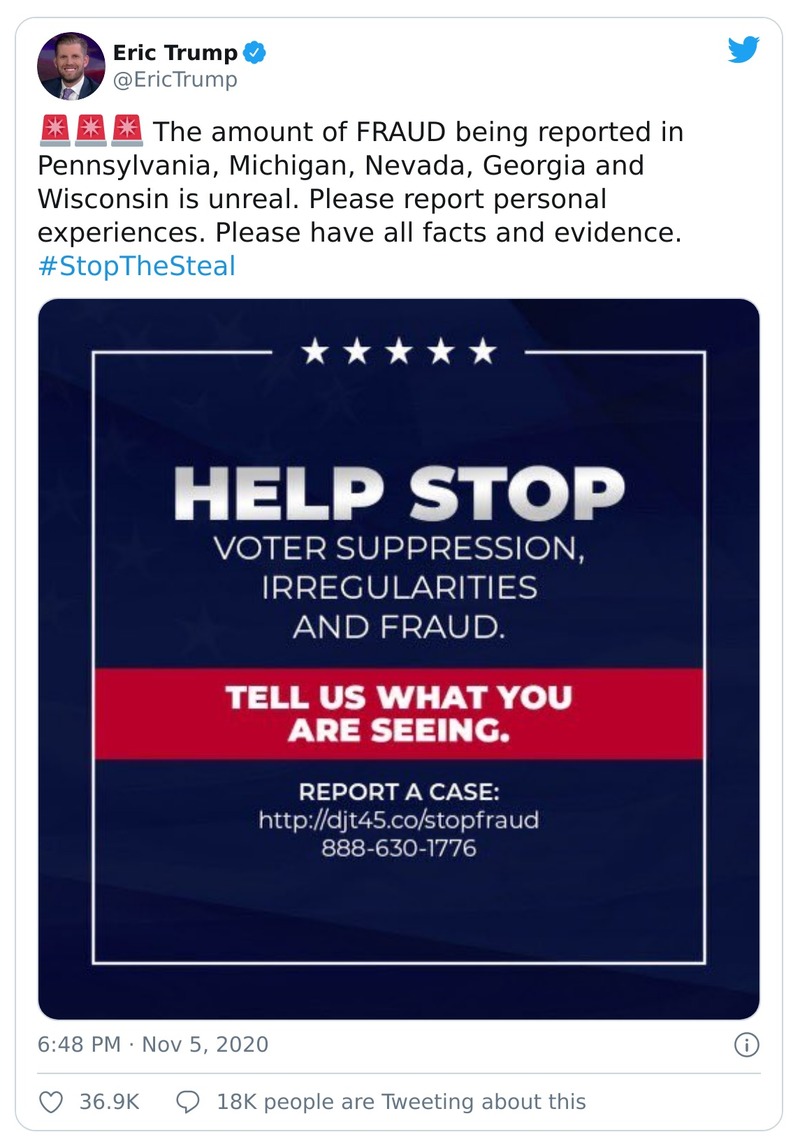 Eric Trump
@EricTrump
🚨🚨🚨 The amount of FRAUD being reported in
Pennsylvania, Michigan, Nevada, Georgia and
Wisconsin is unreal. Please report personal
experiences. Please have all facts and evidence.
#StopTheSteal
HELP STOP
VOTER SUPPRESSION,
IRREGULARITIES
AND FRAUD.
TELL US WHAT YOU
ARE SEEING.
REPORT A CASE:
http://djt45.co/stopfraud
888-630-1776
6:48 PM · Nov 5, 2020
36.9K 18K people are Tweeting about this